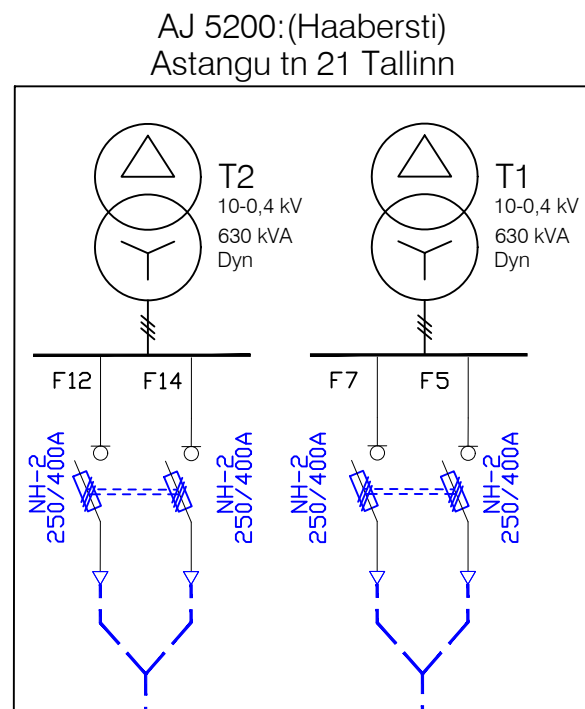 AJ 5200:(Haabersti)
Astangu tn 21 Tallinn
T2
10-0,4 kV
630 kVA
Dyn
T1
10-0,4 kV
630 kVA
Dyn
F12
F14
F7
F5
NH-2
250/400A
NH-2
250/400A
NH-2
250/400A
NH-2
250/400A